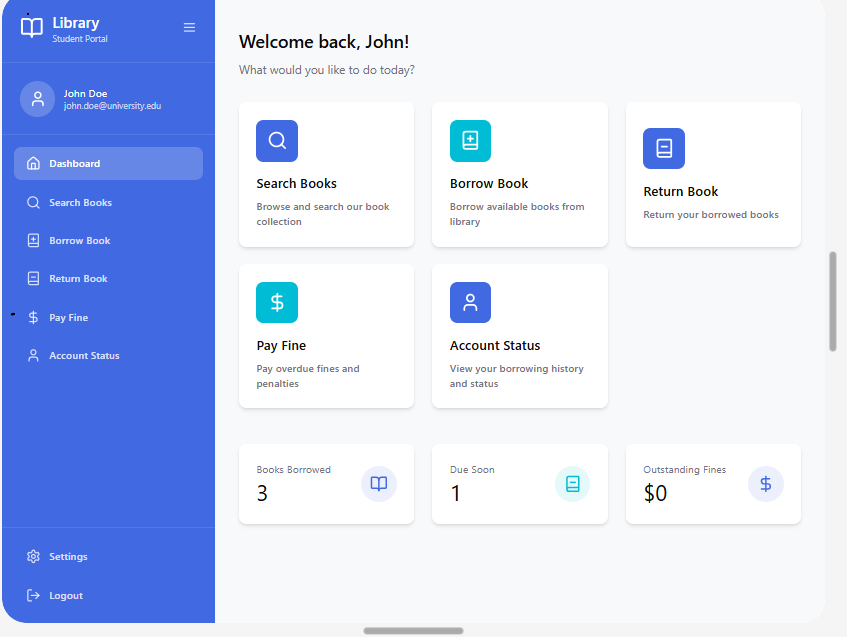 Library
Student Portal
John Doe
john.doe@university.edu
Dashboard
Search Books
Borrow Book
Return Book
Pay Fine
Account Status
Settings
Logout
Welcome back, John!
What would you like to do today?
Search Books
Browse and search our book
collection
Borrow Book
Borrow available books from
library
Return Book
Return your borrowed books
Pay Fine
Pay overdue fines and
penalties
Account Status
View your borrowing history
and status
Books Borrowed
3
Due Soon
1
Outstanding Fines
$0